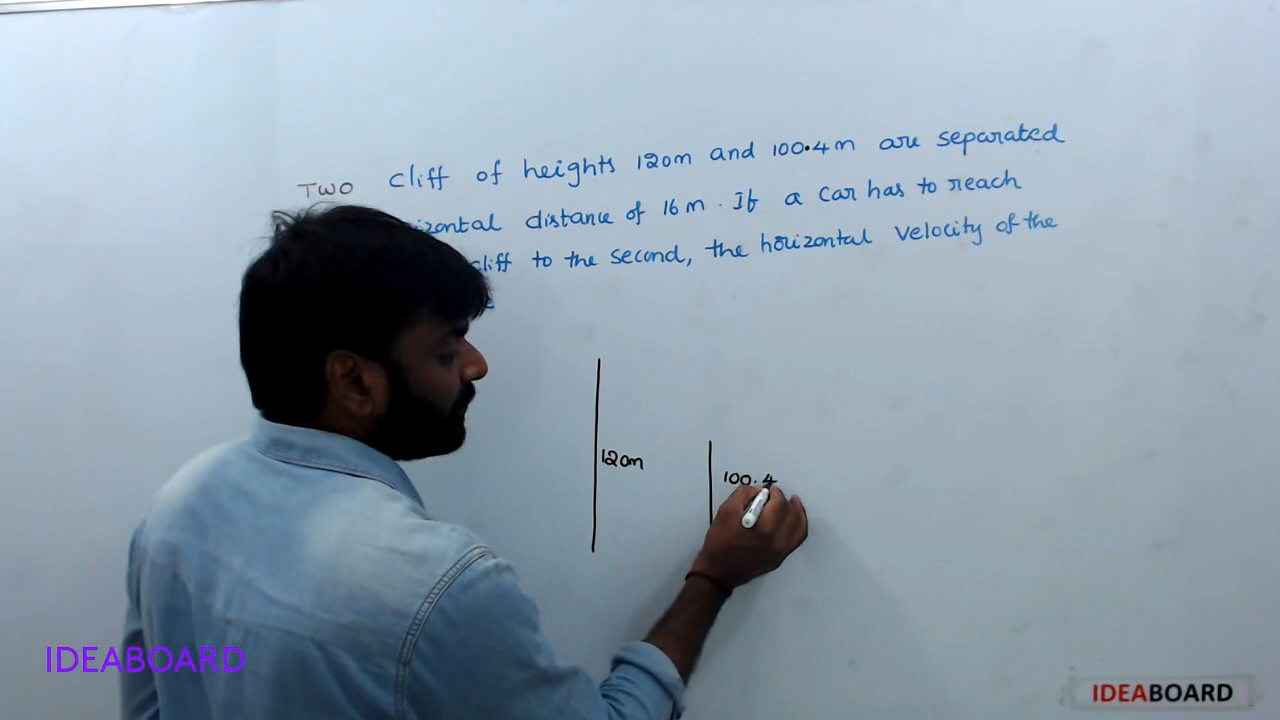 Two cliff of heights 120m and 100.4m are separated
distance of 16m. If a car has to reach
cliff to the second, the horizontal velocity of the
120m
100.4
IDEABOARD
IDEABOARD